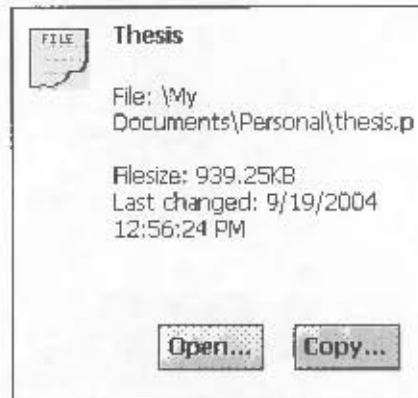 FILE
Thesis
File: \My
Documents\Personal\thesis.p
Filesize: 939.25KB
Last changed: 9/19/2004
12:56:24 PM
Open... Copy...